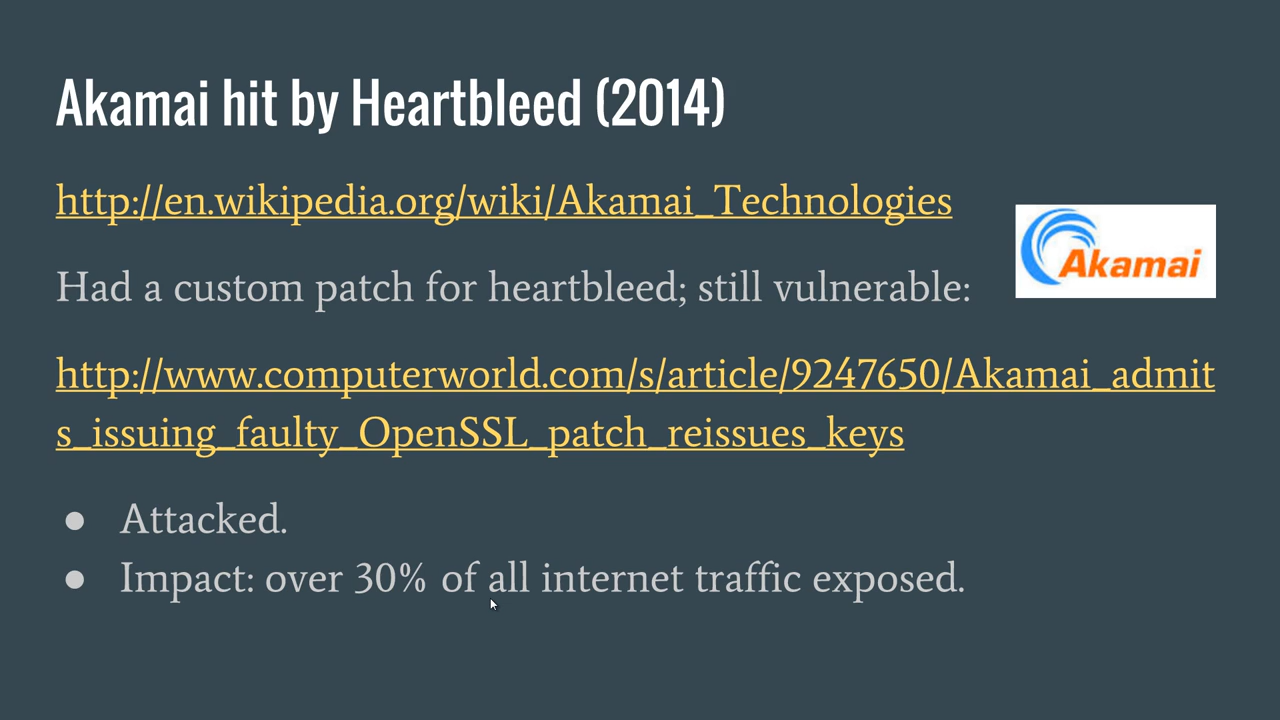 Akamai hit by Heartbleed (2014)
http://en.wikipedia.org/wiki/Akamai_Technologies
Akamai
Had a custom patch for heartbleed; still vulnerable:
http://www.computerworld.com/s/article/9247650/Akamai_admit
s_issuing_faulty_OpenSSL_patch_reissues_keys
● Attacked.
● Impact: over 30% of all internet traffic exposed.